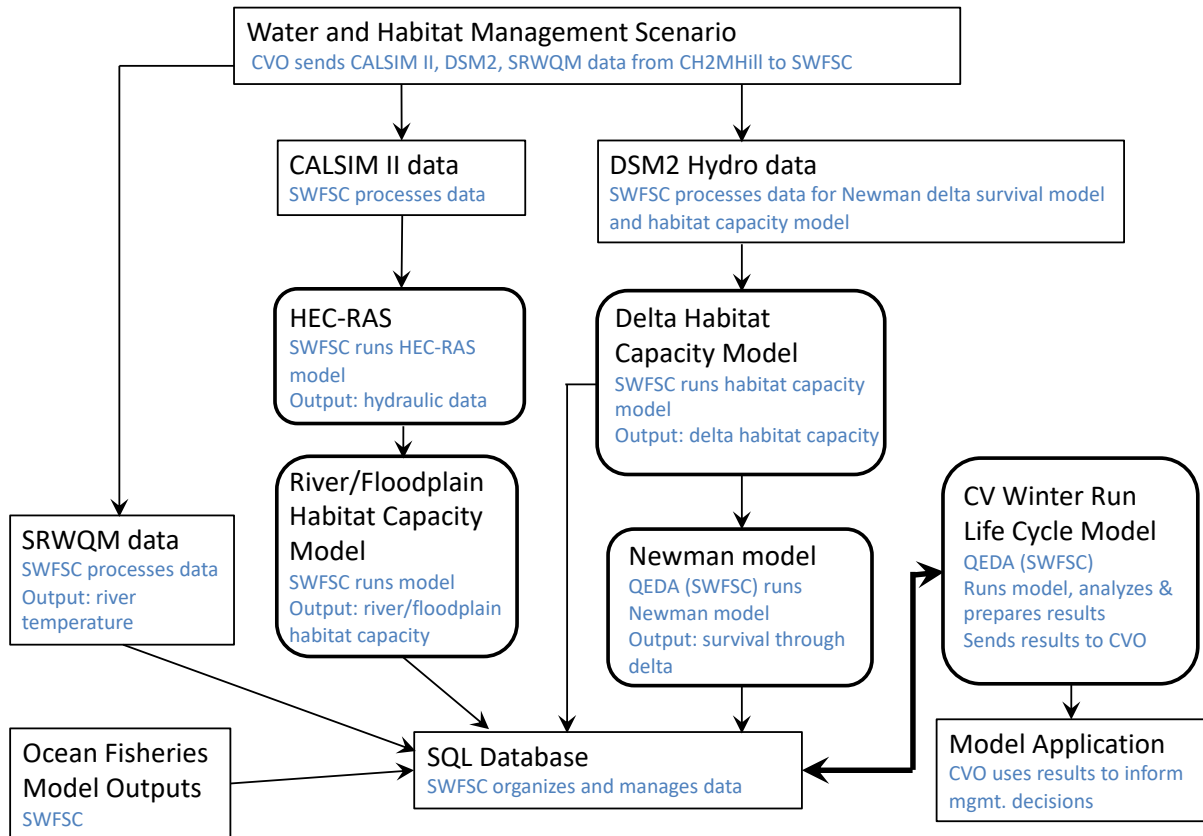 Water and Habitat Management Scenario
CVO sends CALSIM II, DSM2, SRWQM data from CH2MHill to SWFSC
CALSIM II data
SWFSC processes data
DSM2 Hydro data
SWFSC processes data for Newman delta survival model
and habitat capacity model
HEC-RAS
SWFSC runs HEC-RAS
model
Output: hydraulic data
Delta Habitat
Capacity Model
SWFSC runs habitat capacity
model
Output: delta habitat capacity
River/Floodplain
Habitat Capacity
Model
SWFSC runs model
Output: river/floodplain
habitat capacity
CV Winter Run
Life Cycle Model
QEDA (SWFSC)
Runs model, analyzes &
prepares results
Sends results to CVO
SRWQM data
SWFSC processes data
Output: river
temperature
Newman model
QEDA (SWFSC) runs
Newman model
Output: survival through
delta
Ocean Fisheries
Model Outputs
SWFSC
SQL Database
SWFSC organizes and manages data
Model Application
CVO uses results to inform
mgmt. decisions